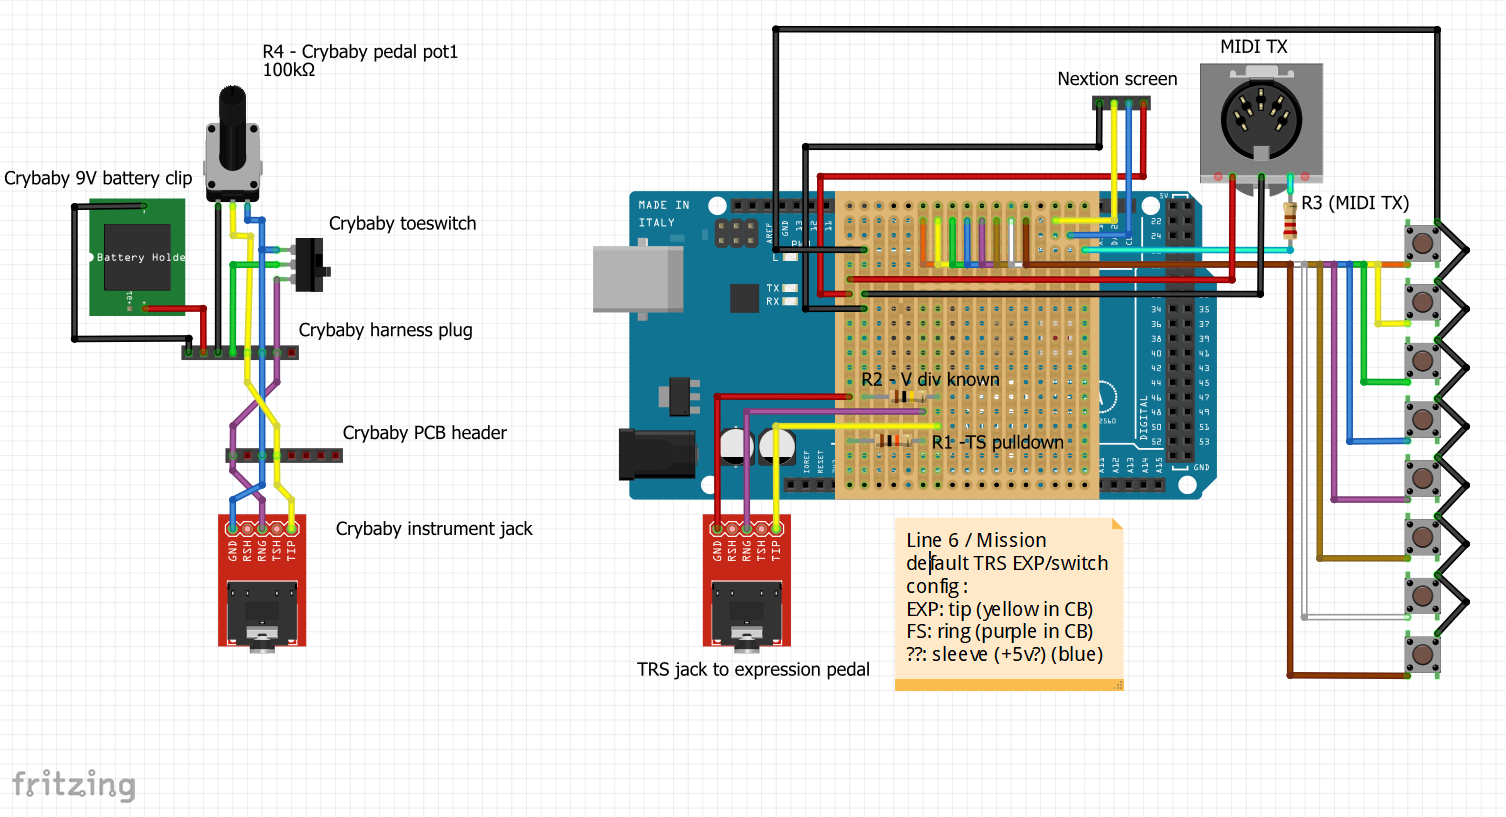 R4 - Crybaby pedal pot1
100kΩ
MIDI TX
Nextion screen
Crybaby 9V battery clip
Battery Holde
Crybaby toeswitch
R3 (MIDI TX)
MADE IN
ITALY
AREF
GND
13
12
11
L
TX
RX
5V
22
24
34 35
36 37
38 39
40 41
42 43
44 45
46 47
48 49
50 51
52 53
GND
DIGITAL
Crybaby harness plug
R2 - V div known
R1 -TS pulldown
IOREF
RESET
A11
A12
A13
A14
A15
Crybaby PCB header
Crybaby instrument jack
GND
RSH
RNG
TSH
TIP
GND
RSH
RNG
TSH
TIP
TRS jack to expression pedal
Line 6 / Mission
default TRS EXP/switch
config :
EXP: tip (yellow in CB)
FS: ring (purple in CB)
??: sleeve (+5v?) (blue)
fritzing